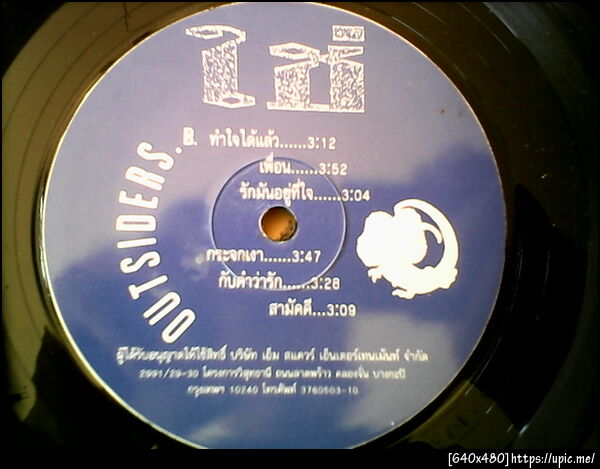 โอ๋
OUTSIDERS.
B. ทำใจได้แล้ว......3:12
เพื่อน......3:52
รักมันอยู่ที่ใจ......3:04
กระจกเงา......3:47
กับคำว่ารัก......3:28
สามัคคี...3:09
ผู้ได้รับอนุญาตให้ใช้สิทธิ์ บริษัท เอ็ม สแควร์ เอ็นเตอร์เทนเม้นท์ จำกัด
2991/29-30 โครงการวิสุทธานี ถนนลาดพร้าว คลองจั่น บางกะปิ
กรุงเทพฯ 10240 โทรศัพท์ 3760503-10
[640x480]https://upic.me/